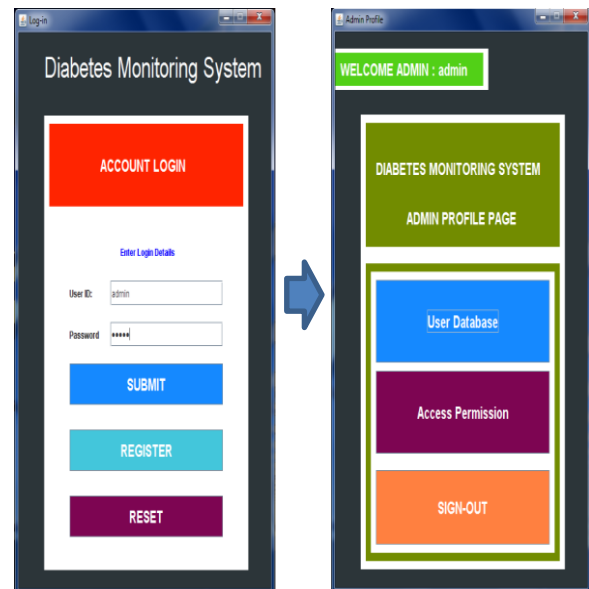 Log-in
Diabetes Monitoring System
ACCOUNT LOGIN
Enter Login Details
User ID: admin
Password •••••
SUBMIT
REGISTER
RESET
Admin Profile
WELCOME ADMIN : admin
DIABETES MONITORING SYSTEM
ADMIN PROFILE PAGE
User Database
Access Permission
SIGN-OUT